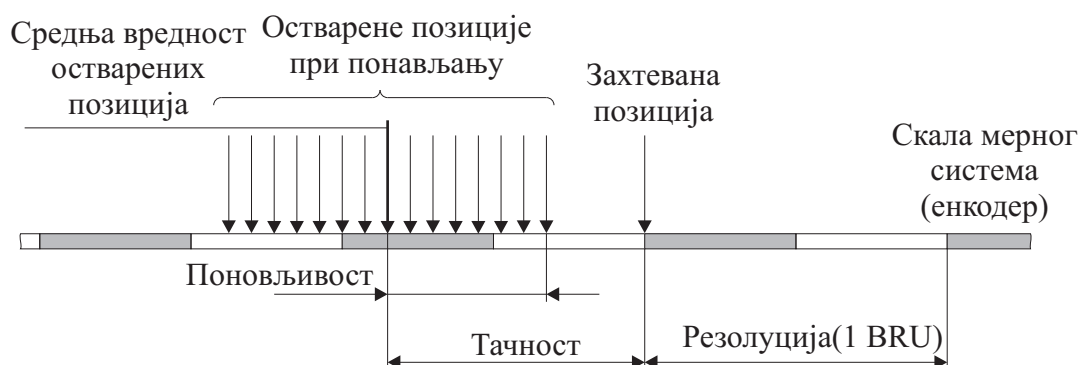 Средња вредност
остварених
позиција
Остварене позиције
при понављању
Захтевана
позиција
Скала мерног
система
(енкодер)
Поновљивост
Тачност
Резолуција(1 BRU)